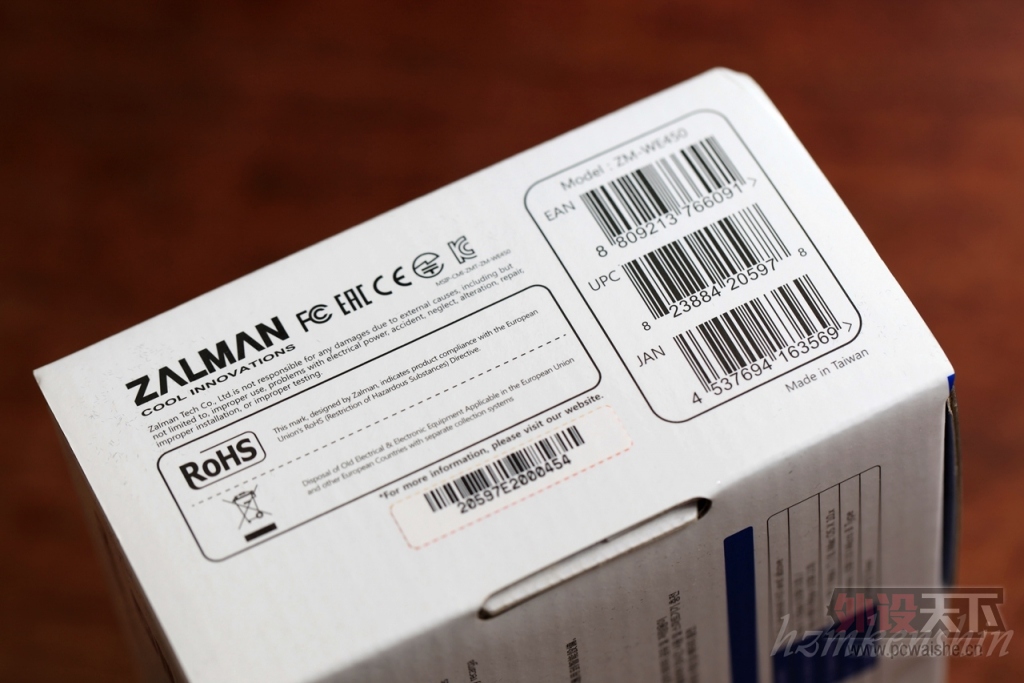 ZALMAN
COOL INNOVATIONS
FC EAC CE
MSIP-CMI-ZMT-ZM-WE450
Zalman Tech Co., Ltd.is not responsible for any damages due to external causes, including but
not limited to, improper use, problems with electrical power, accident, neglect, alteration, repair,
improper installation, or improper testing.
RoHS
This mark, designed by Zalman, indicates product compliance with the European
Union's RoHS (Restriction of Hazardous Substances) Directive.
Disposal of Old Electrical & Electronic Equipment Applicable in the European Union
and other European Countries with separate collection systems
*For more information, please visit our website.
20597E2000454
Model : ZM-WE450
EAN
8 809213 766091 >
UPC
8 23884 20597 8
JAN
4 537694 163569 >
Made in Taiwan
外设天下
www.pcwaishe.cn